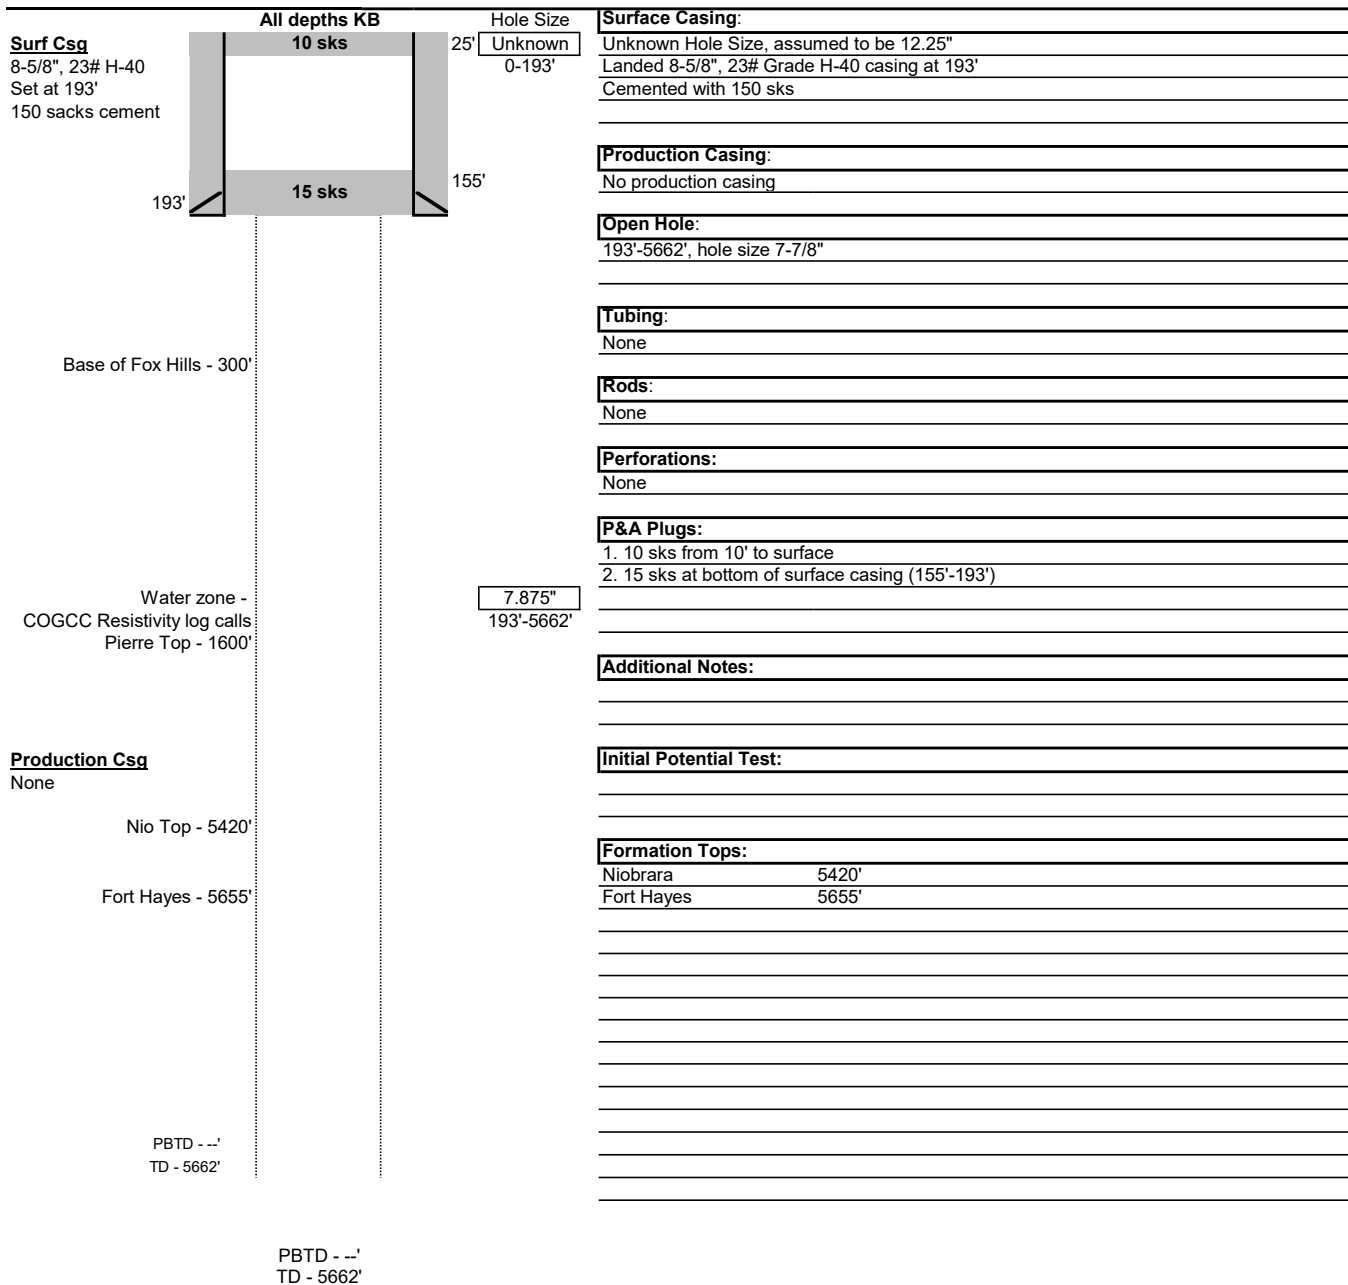 All depths KB
Hole Size
Surf Csg
10 sks
25'
Unknown
8-5/8", 23# H-40
0-193'
Set at 193'
150 sacks cement
155'
15 sks
193'
Base of Fox Hills - 300'
Water zone -
7.875"
COGCC Resistivity log calls
193'-5662'
Pierre Top - 1600'
Production Csg
None
Nio Top - 5420'
Fort Hayes - 5655'
PBTD - --'
TD - 5662'
PBTD - --'
TD - 5662'
Surface Casing:
Unknown Hole Size, assumed to be 12.25"
Landed 8-5/8", 23# Grade H-40 casing at 193'
Cemented with 150 sks
Production Casing:
No production casing
Open Hole:
193'-5662', hole size 7-7/8"
Tubing:
None
Rods:
None
Perforations:
None
P&A Plugs:
1. 10 sks from 10' to surface
2. 15 sks at bottom of surface casing (155'-193')
Additional Notes:
Initial Potential Test:
Formation Tops:
Niobrara 5420'
Fort Hayes 5655'